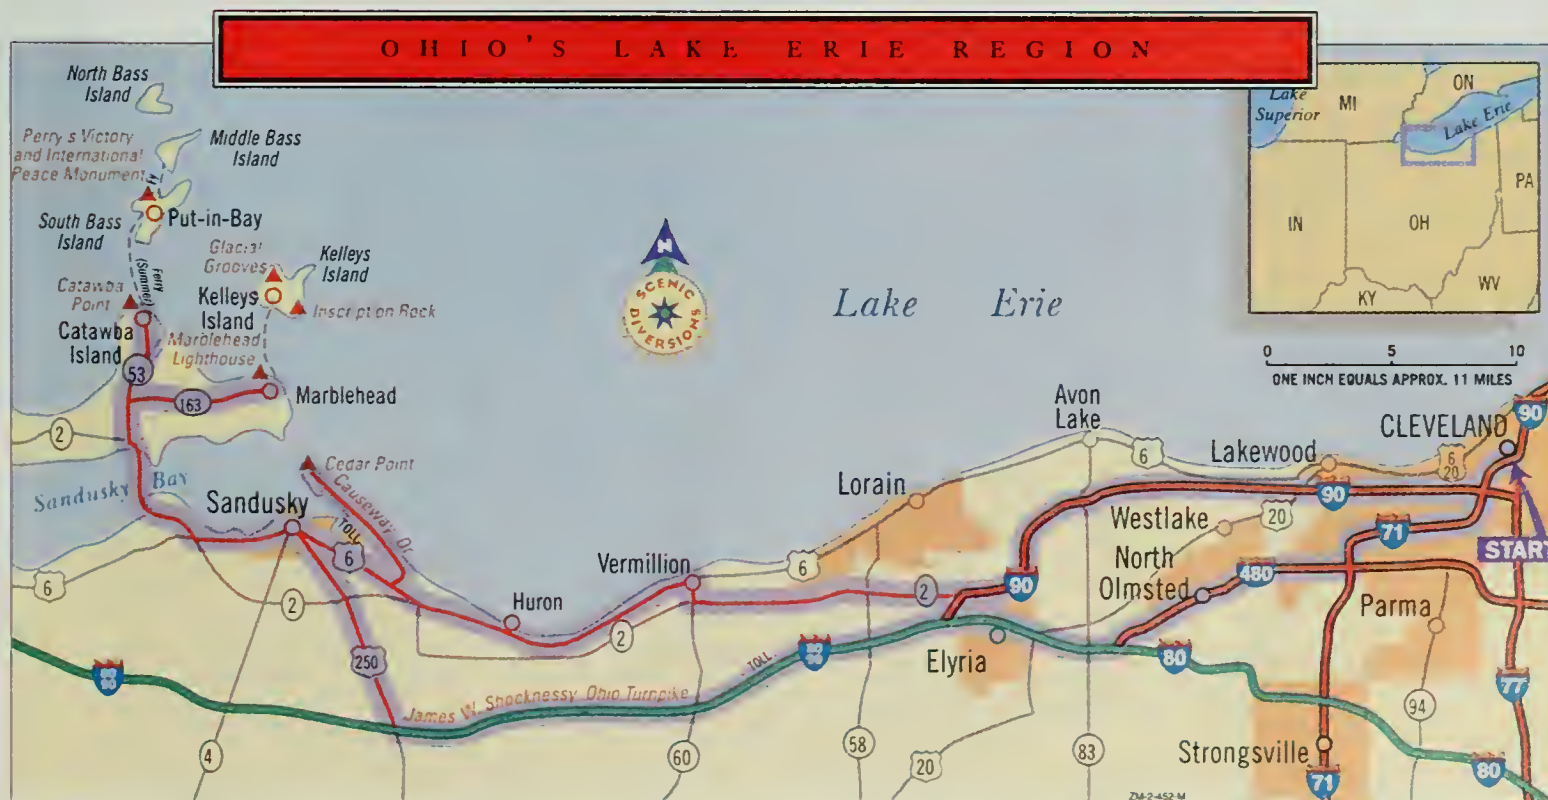 OHIO'S LAKE ERIE REGION
North Bass
Island
Perry s Victory
and International
Peace Monument
Middle Bass
Island
South Bass
Island
Put-in-Bay
Glacial
Grooves
Kelleys
Island
Ferry
(Summer)
Catawba
Point
Kelleys
Island
Inscription Rock
Catawba
Island
Marblehead
Lighthouse
53
163
Marblehead
2
Sandusky Bay
Cedar Point
Causeway Dr.
Sandusky
TOLL
6
6
2
250
4
Huron
Vermillion
6
2
2
60
James W. Shocknessy Ohio Turnpike
TOLL
80
90
80
90
N
SCENIC
DIVERSIONS
Lake Erie
Lake
Superior
MI
ON
Lake Erie
PA
IN
OH
WV
KY
0 5 10
ONE INCH EQUALS APPROX. 11 MILES
Avon
Lake
6
Lakewood
CLEVELAND
90
6
20
Lorain
90
Westlake
20
71
START
North
Olmsted
480
90
Parma
Elyria
80
77
94
58
20
83
Strongsville
71
80
ZM-2-452-M